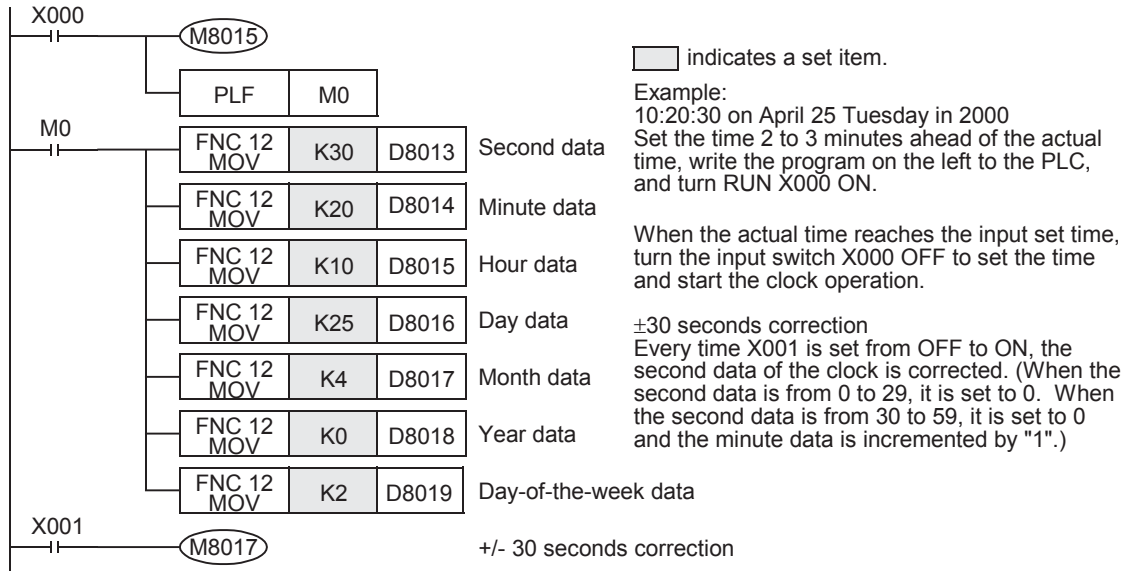 X000
M8015
PLF M0
M0
FNC 12
MOV K30 D8013 Second data
FNC 12
MOV K20 D8014 Minute data
FNC 12
MOV K10 D8015 Hour data
FNC 12
MOV K25 D8016 Day data
FNC 12
MOV K4 D8017 Month data
FNC 12
MOV K0 D8018 Year data
FNC 12
MOV K2 D8019 Day-of-the-week data
X001
M8017 +/- 30 seconds correction
indicates a set item.
Example:
10:20:30 on April 25 Tuesday in 2000
Set the time 2 to 3 minutes ahead of the actual
time, write the program on the left to the PLC,
and turn RUN X000 ON.
When the actual time reaches the input set time,
turn the input switch X000 OFF to set the time
and start the clock operation.
±30 seconds correction
Every time X001 is set from OFF to ON, the
second data of the clock is corrected. (When the
second data is from 0 to 29, it is set to 0. When
the second data is from 30 to 59, it is set to 0
and the minute data is incremented by "1".)